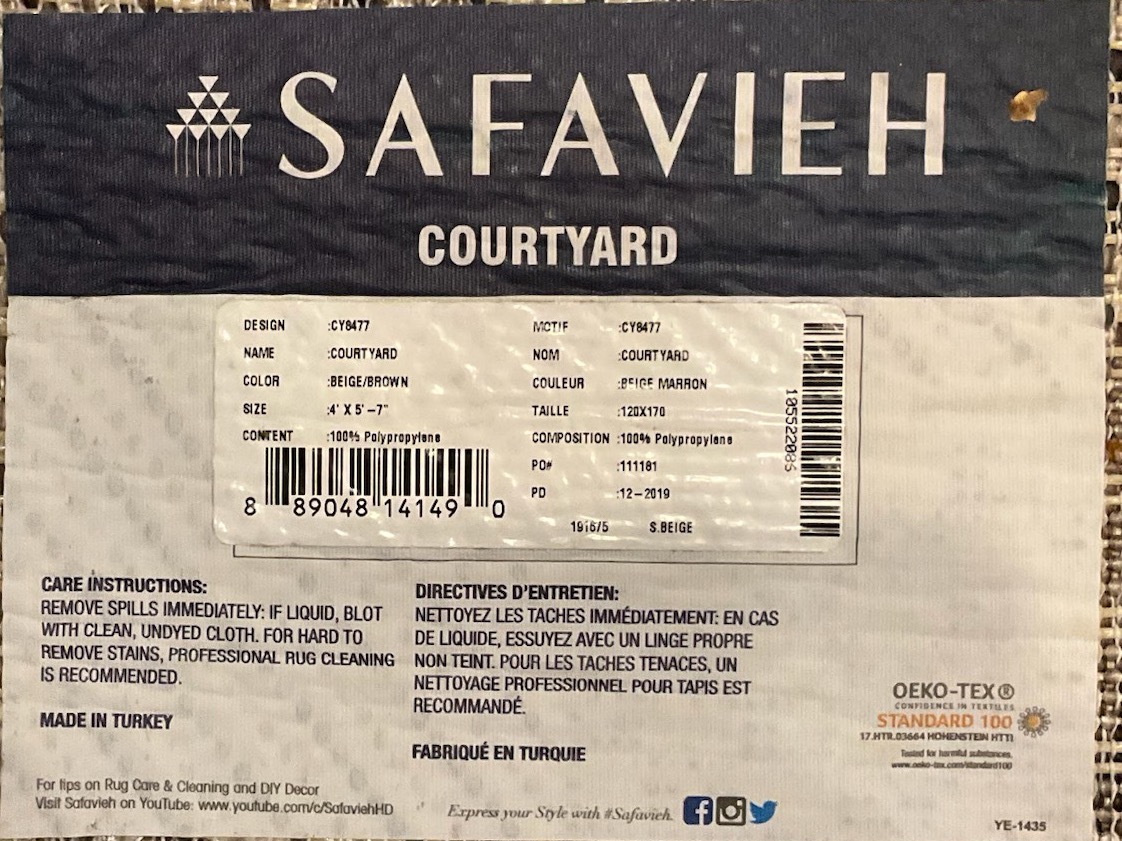 SAFAVIEH
COURTYARD
DESIGN :CY8477
NAME :COURTYARD
COLOR :BEIGE/BROWN
SIZE :4' X 5'-7"
CONTENT :100% Polypropylene
8 89048 14149 0
MOTIF :CY8477
NOM :COURTYARD
COULEUR :BEIGE MARRON
TAILLE :120X170
COMPOSITION :100% Polypropylene
PO# :111181
PD :12-2019
1916/5 S.BEIGE
105522086
CARE INSTRUCTIONS:
REMOVE SPILLS IMMEDIATELY: IF LIQUID, BLOT
WITH CLEAN, UNDYED CLOTH. FOR HARD TO
REMOVE STAINS, PROFESSIONAL RUG CLEANING
IS RECOMMENDED.
MADE IN TURKEY
DIRECTIVES D'ENTRETIEN:
NETTOYEZ LES TACHES IMMÉDIATEMENT: EN CAS
DE LIQUIDE, ESSUYEZ AVEC UN LINGE PROPRE
NON TEINT. POUR LES TACHES TENACES, UN
NETTOYAGE PROFESSIONNEL POUR TAPIS EST
RECOMMANDÉ.
FABRIQUÉ EN TURQUIE
OEKO-TEX®
CONFIDENCE IN TEXTILES
STANDARD 100
17.HTR.03664 HOHENSTEIN HTTI
Tested for harmful substances.
www.oeko-tex.com/standard100
For tips on Rug Care & Cleaning and DIY Decor
Visit Safavieh on YouTube: www.youtube.com/c/SafaviehHD
Express your Style with #Safavieh.
YE-1435